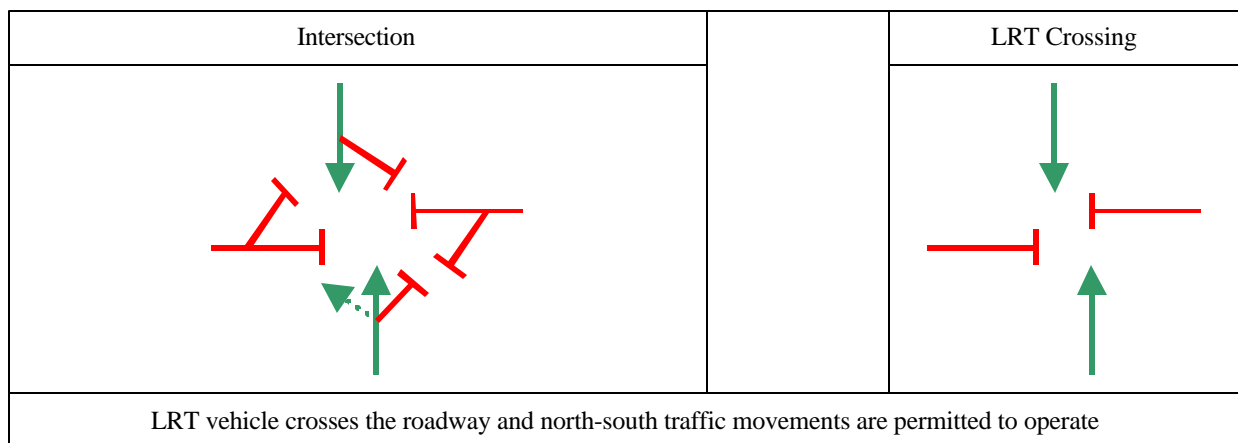 Intersection
LRT Crossing
LRT vehicle crosses the roadway and north-south traffic movements are permitted to operate